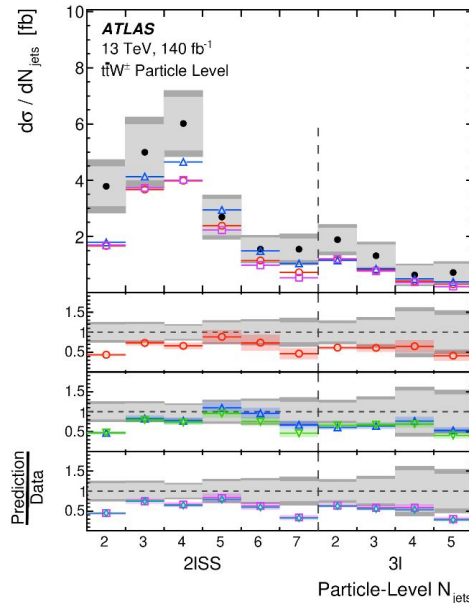 dσ / dN_jets [fb]
ATLAS
13 TeV, 140 fb⁻¹
tt̄W± Particle Level
10
8
6
4
2
1.5
1
0.5
1.5
1
0.5
1.5
1
0.5
Prediction
Data
2 3 4 5 6 7 2 3 4 5
2lSS 3l
Particle-Level N_jets